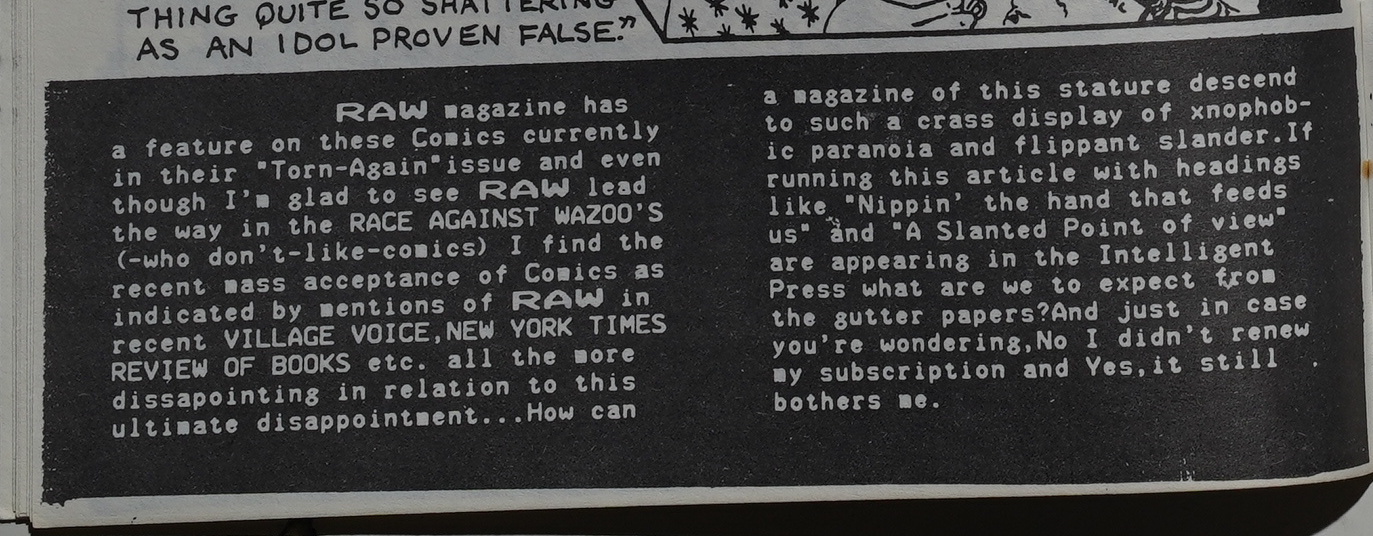 THING QUITE SO SHATTERING
AS AN IDOL PROVEN FALSE."
RAW magazine has
a feature on these Comics currently
in their "Torn-Again"issue and even
though I'm glad to see RAW lead
the way in the RACE AGAINST WAZOO'S
(-who don't-like-comics) I find the
recent mass acceptance of Comics as
indicated by mentions of RAW in
recent VILLAGE VOICE,NEW YORK TIMES
REVIEW OF BOOKS etc. all the more
dissapointing in relation to this
ultimate disappointment...How can
a magazine of this stature descend
to such a crass display of xnophob-
ic paranoia and flippant slander.If
running this article with headings
like "Nippin' the hand that feeds
us" and "A Slanted Point of view"
are appearing in the Intelligent
Press what are we to expect from
the gutter papers?And just in case
you're wondering,No I didn't renew
my subscription and Yes,it still .
bothers me.